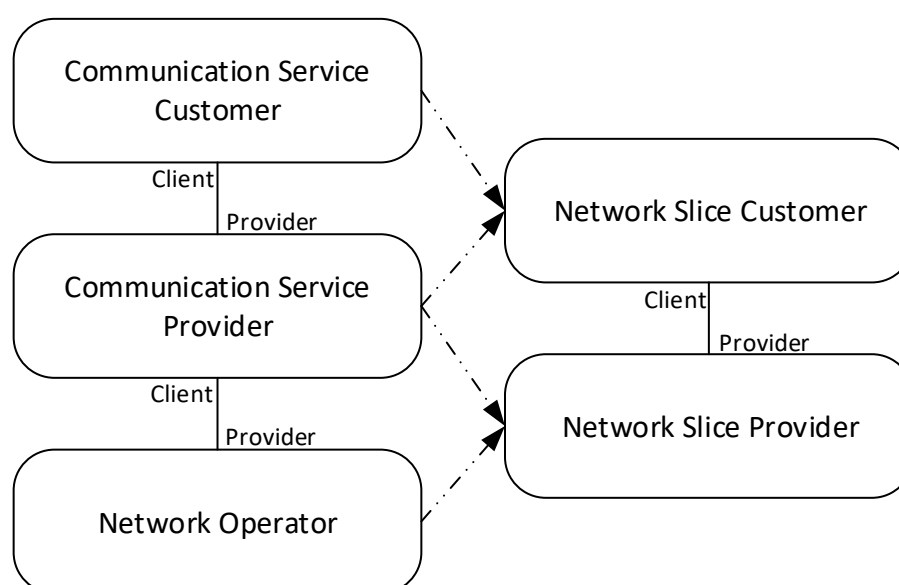 Communication Service
Customer
Client
Provider
Communication Service
Provider
Client
Provider
Network Operator
Network Slice Customer
Client
Provider
Network Slice Provider